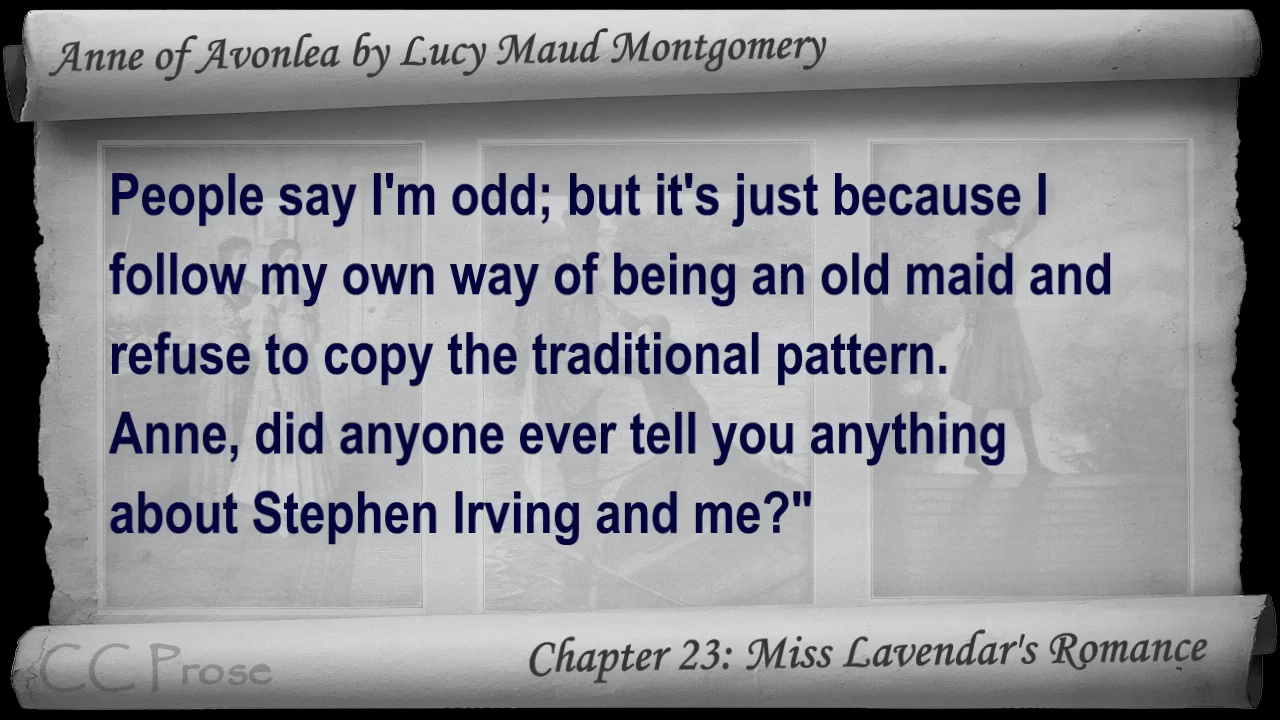 Anne of Avonlea by Lucy Maud Montgomery
People say I'm odd; but it's just because I
follow my own way of being an old maid and
refuse to copy the traditional pattern.
Anne, did anyone ever tell you anything
about Stephen Irving and me?"
CC Prose
Chapter 23: Miss Lavendar's Romance